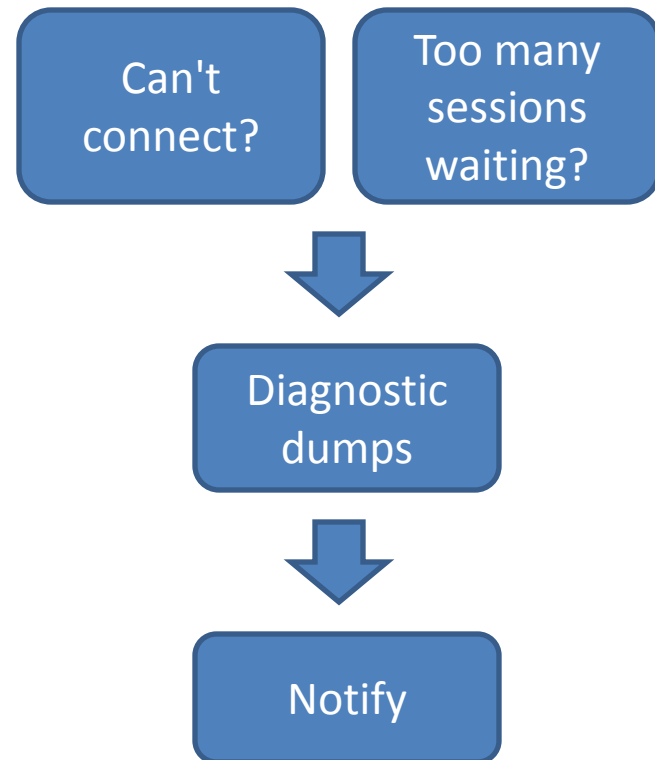 Can't
connect?
Too many
sessions
waiting?
Diagnostic
dumps
Notify